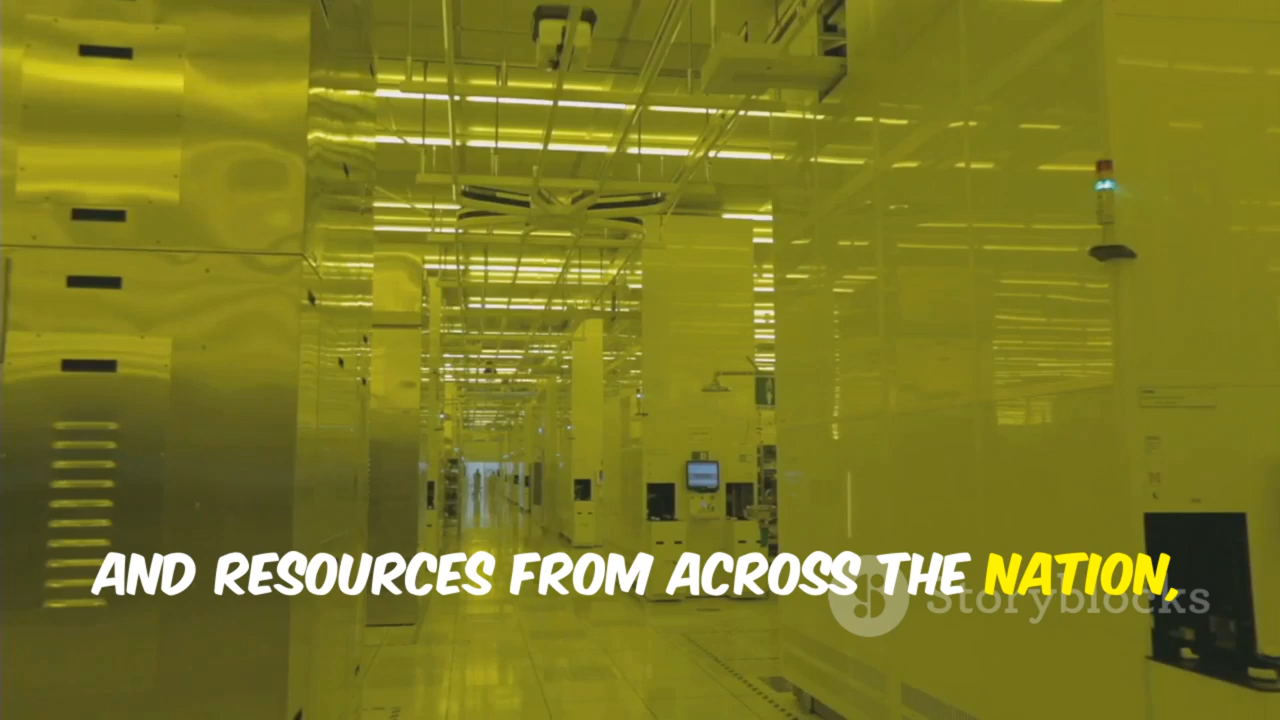 AND RESOURCES FROM ACROSS THE NATION,
Storyblocks